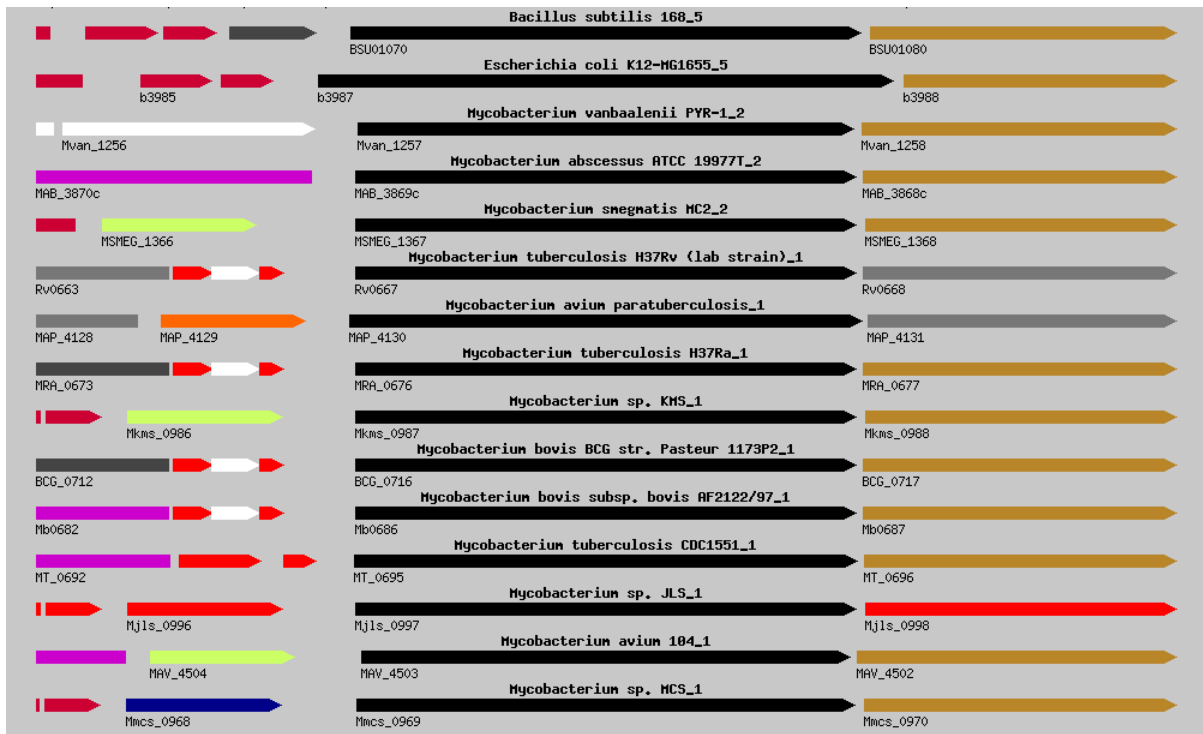 Bacillus subtilis 168_5
BSU01070 BSU01080
Escherichia coli K12-MG1655_5
b3985 b3987 b3988
Mycobacterium vanbaalenii PYR-1_2
Mvan_1256 Mvan_1257 Mvan_1258
Mycobacterium abscessus ATCC 19977T_2
MAB_3870c MAB_3869c MAB_3868c
Mycobacterium smegmatis MC2_2
MSMEG_1366 MSMEG_1367 MSMEG_1368
Mycobacterium tuberculosis H37Rv (lab strain)_1
Rv0663 Rv0667 Rv0668
Mycobacterium avium paratuberculosis_1
MAP_4128 MAP_4129 MAP_4130 MAP_4131
Mycobacterium tuberculosis H37Ra_1
MRA_0673 MRA_0676 MRA_0677
Mycobacterium sp. KMS_1
Mkms_0986 Mkms_0987 Mkms_0988
Mycobacterium bovis BCG str. Pasteur 1173P2_1
BCG_0712 BCG_0716 BCG_0717
Mycobacterium bovis subsp. bovis AF2122/97_1
Mb0682 Mb0686 Mb0687
Mycobacterium tuberculosis CDC1551_1
MT_0692 MT_0695 MT_0696
Mycobacterium sp. JLS_1
Mjls_0996 Mjls_0997 Mjls_0998
Mycobacterium avium 104_1
MAV_4504 MAV_4503 MAV_4502
Mycobacterium sp. MCS_1
Mmcs_0968 Mmcs_0969 Mmcs_0970